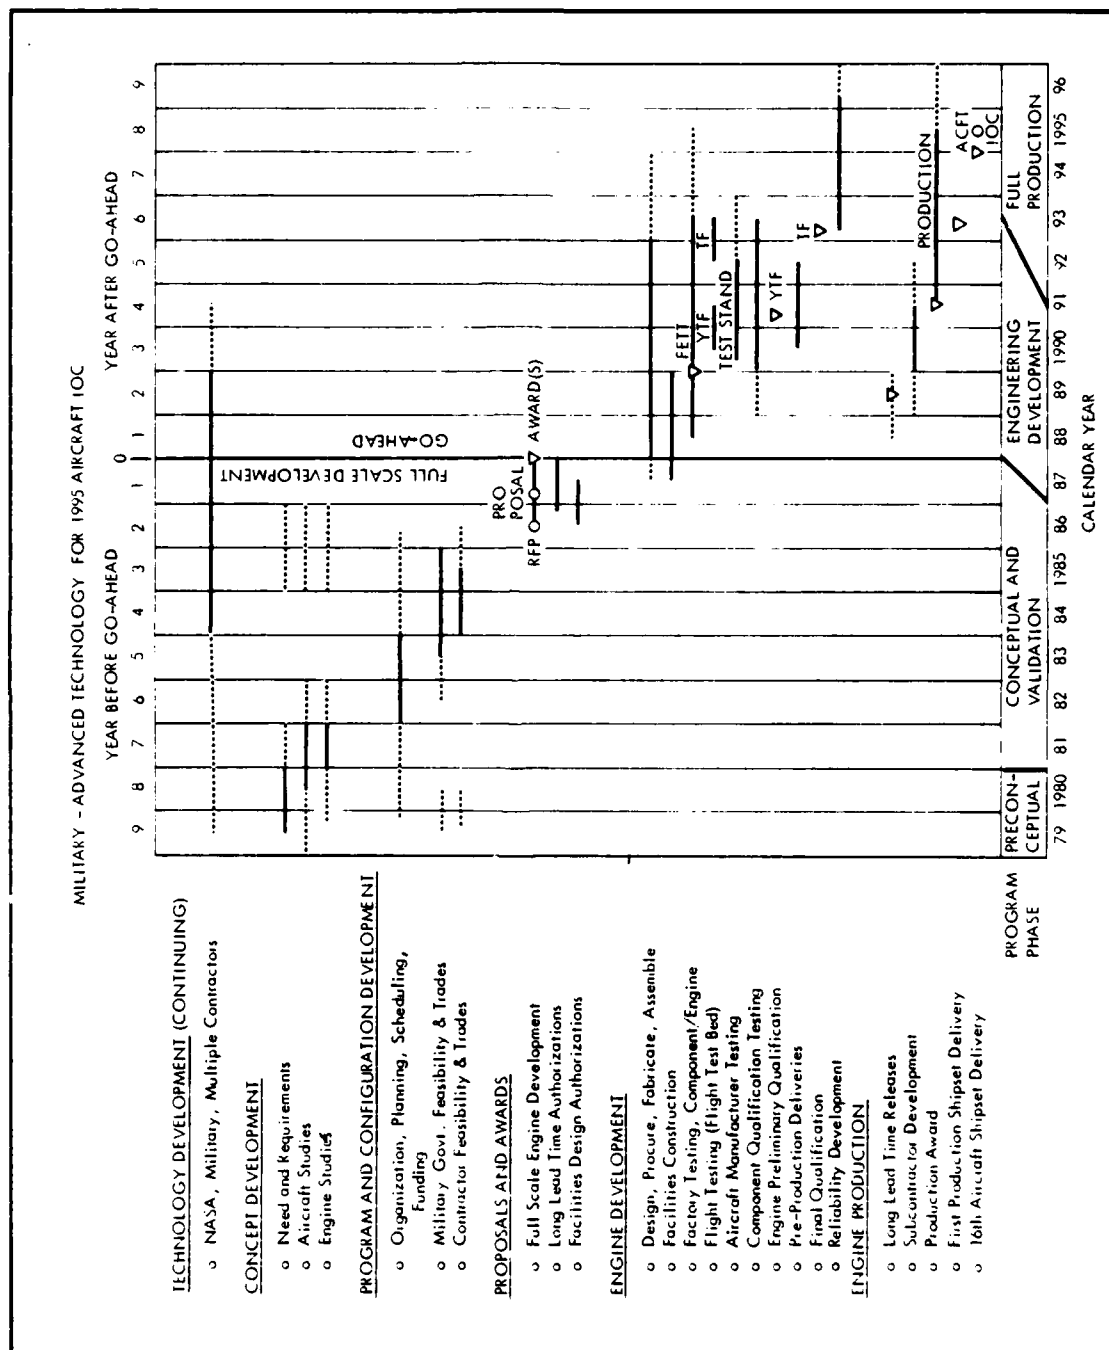 MILITARY - ADVANCED TECHNOLOGY FOR 1995 AIRCRAFT IOC
YEAR BEFORE GO-AHEAD
YEAR AFTER GO-AHEAD
9 8 7 6 5 4 3 2 1 0 1 2 3 4 5 6 7 8 9
TECHNOLOGY DEVELOPMENT (CONTINUING)
o NASA, Military, Multiple Contractors
CONCEPT DEVELOPMENT
o Need and Requirements
o Aircraft Studies
o Engine Studies
FULL SCALE DEVELOPMENT
GO-AHEAD
PROGRAM AND CONFIGURATION DEVELOPMENT
o Organization, Planning, Scheduling,
Funding
o Military Govt. Feasibility & Trades
o Contractor Feasibility & Trades
PROPOSALS AND AWARDS
PRO
POSAL
o Full Scale Engine Development
RFP
AWARD(S)
o Long Lead Time Authorizations
o Facilities Design Authorizations
ENGINE DEVELOPMENT
o Design, Procure, Fabricate, Assemble
o Facilities Construction
o Factory Testing, Component/Engine
FETT
o Flight Testing (Flight Test Bed)
YTF
TF
o Aircraft Manufacturer Testing
TEST STAND
o Component Qualification Testing
o Engine Preliminary Qualification
YTF
o Pre-Production Deliveries
o Final Qualification
TF
o Reliability Development
ENGINE PRODUCTION
o Long Lead Time Releases
o Subcontractor Development
o Production Award
PRODUCTION
o First Production Shipset Delivery
o 16th Aircraft Shipset Delivery
ACFT
O
IOC
PROGRAM
PHASE
PRECON-
CEPTUAL
CONCEPTUAL AND
VALIDATION
ENGINEERING
DEVELOPMENT
FULL
PRODUCTION
79 1980 81 82 83 84 1985 86 87 88 89 1990 91 92 93 94 1995 96
CALENDAR YEAR